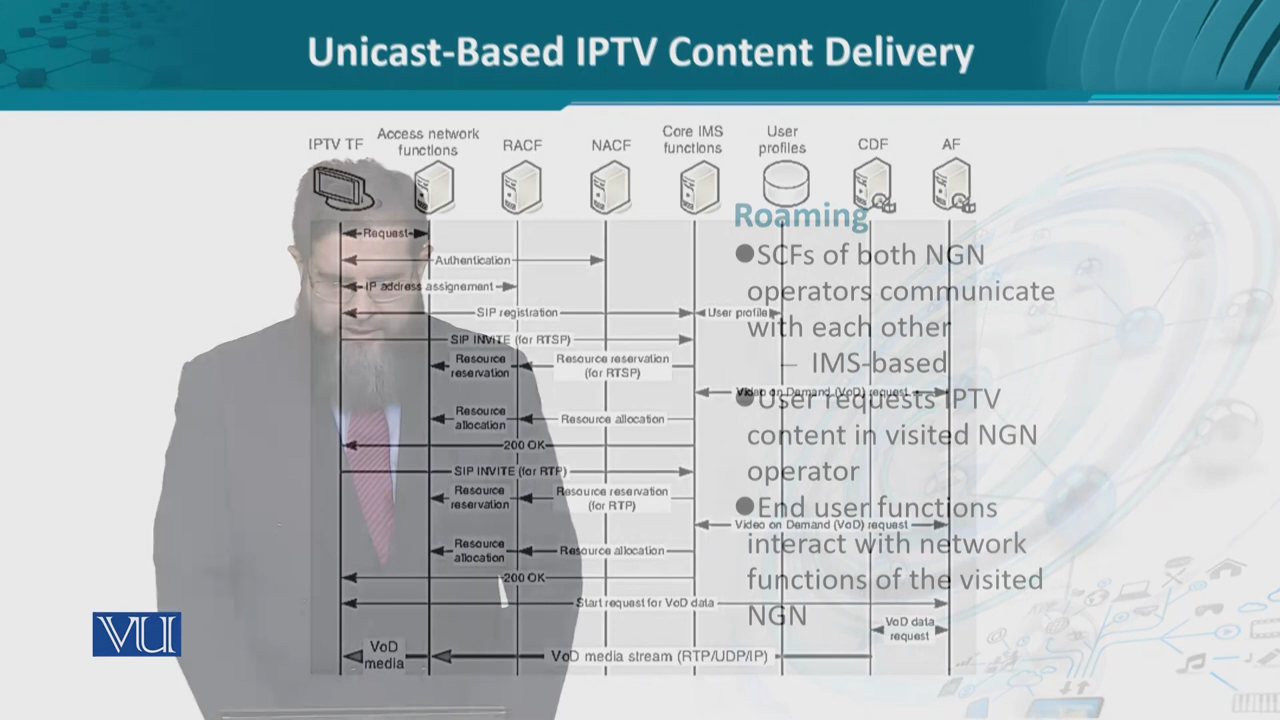 Unicast-Based IPTV Content Delivery
IPTV TF
Access network
functions
RACF
NACF
Core IMS
functions
User
profiles
CDF
AF
Request
Authentication
IP address assignement
SIP registration
User profile
SIP INVITE (for RTSP)
Resource
reservation
Resource reservation
(for RTSP)
Video on Demand (VoD) request
Resource
allocation
Resource allocation
200 OK
SIP INVITE (for RTP)
Resource
reservation
Resource reservation
(for RTP)
Video on Demand (VoD) request
Resource
allocation
Resource allocation
200 OK
Start request for VoD data
VoD data
request
VoD
media
VoD media stream (RTP/UDP/IP)
Roaming
●SCFs of both NGN
operators communicate
with each other
– IMS-based
●User requests IPTV
content in visited NGN
operator
●End user functions
interact with network
functions of the visited
NGN
VU